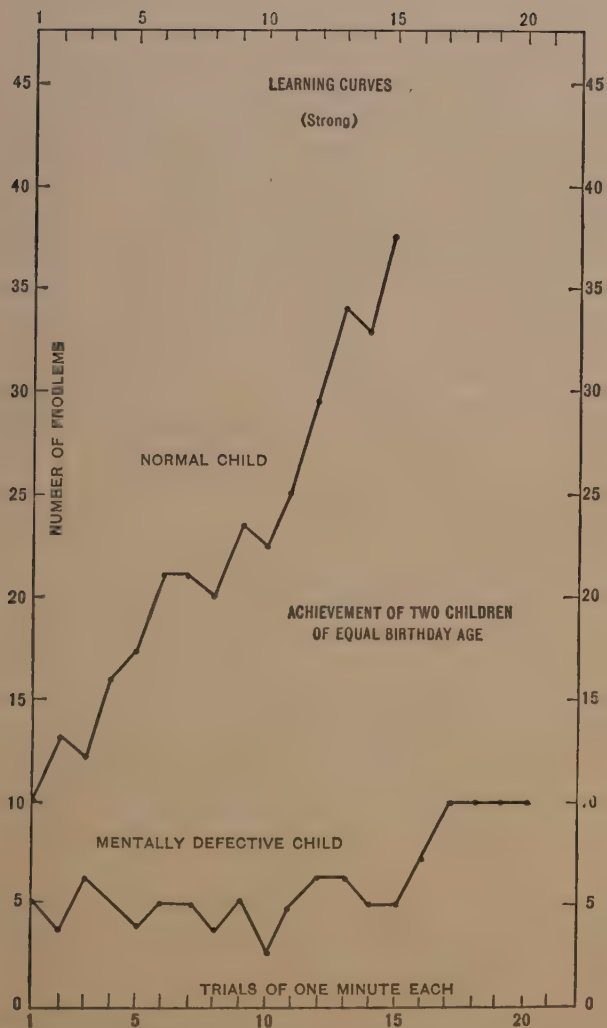 1 5 10 15 20
LEARNING CURVES
(Strong)
45 45
40 40
35 35
30 30
NUMBER OF PROBLEMS
NORMAL CHILD
25 25
20 20
ACHIEVEMENT OF TWO CHILDREN
OF EQUAL BIRTHDAY AGE
15 15
10 .0
MENTALLY DEFECTIVE CHILD
5 5
0 0
TRIALS OF ONE MINUTE EACH
1 5 10 15 20